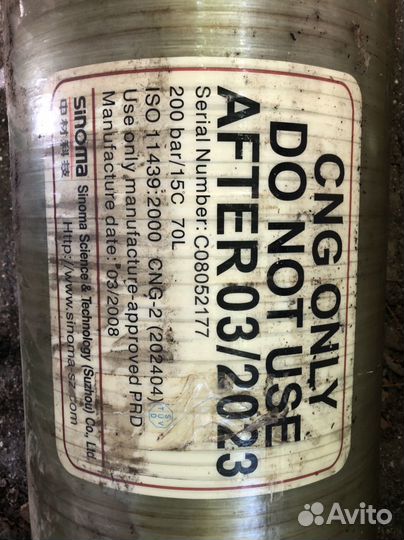 CNG ONLY
DO NOT USE
AFTER 03/2023
Serial Number: C08052177
200 bar/15C 70L
ISO 11439:2000 CNG-2 (202404)
TÜV
Use only manufacture-approved PRD
Manufacture date: 03/2008
sinoma Sinoma Science & Technology (Suzhou) Co., Ltd.
中材科技 Http://www.sinomasz.com
Avito